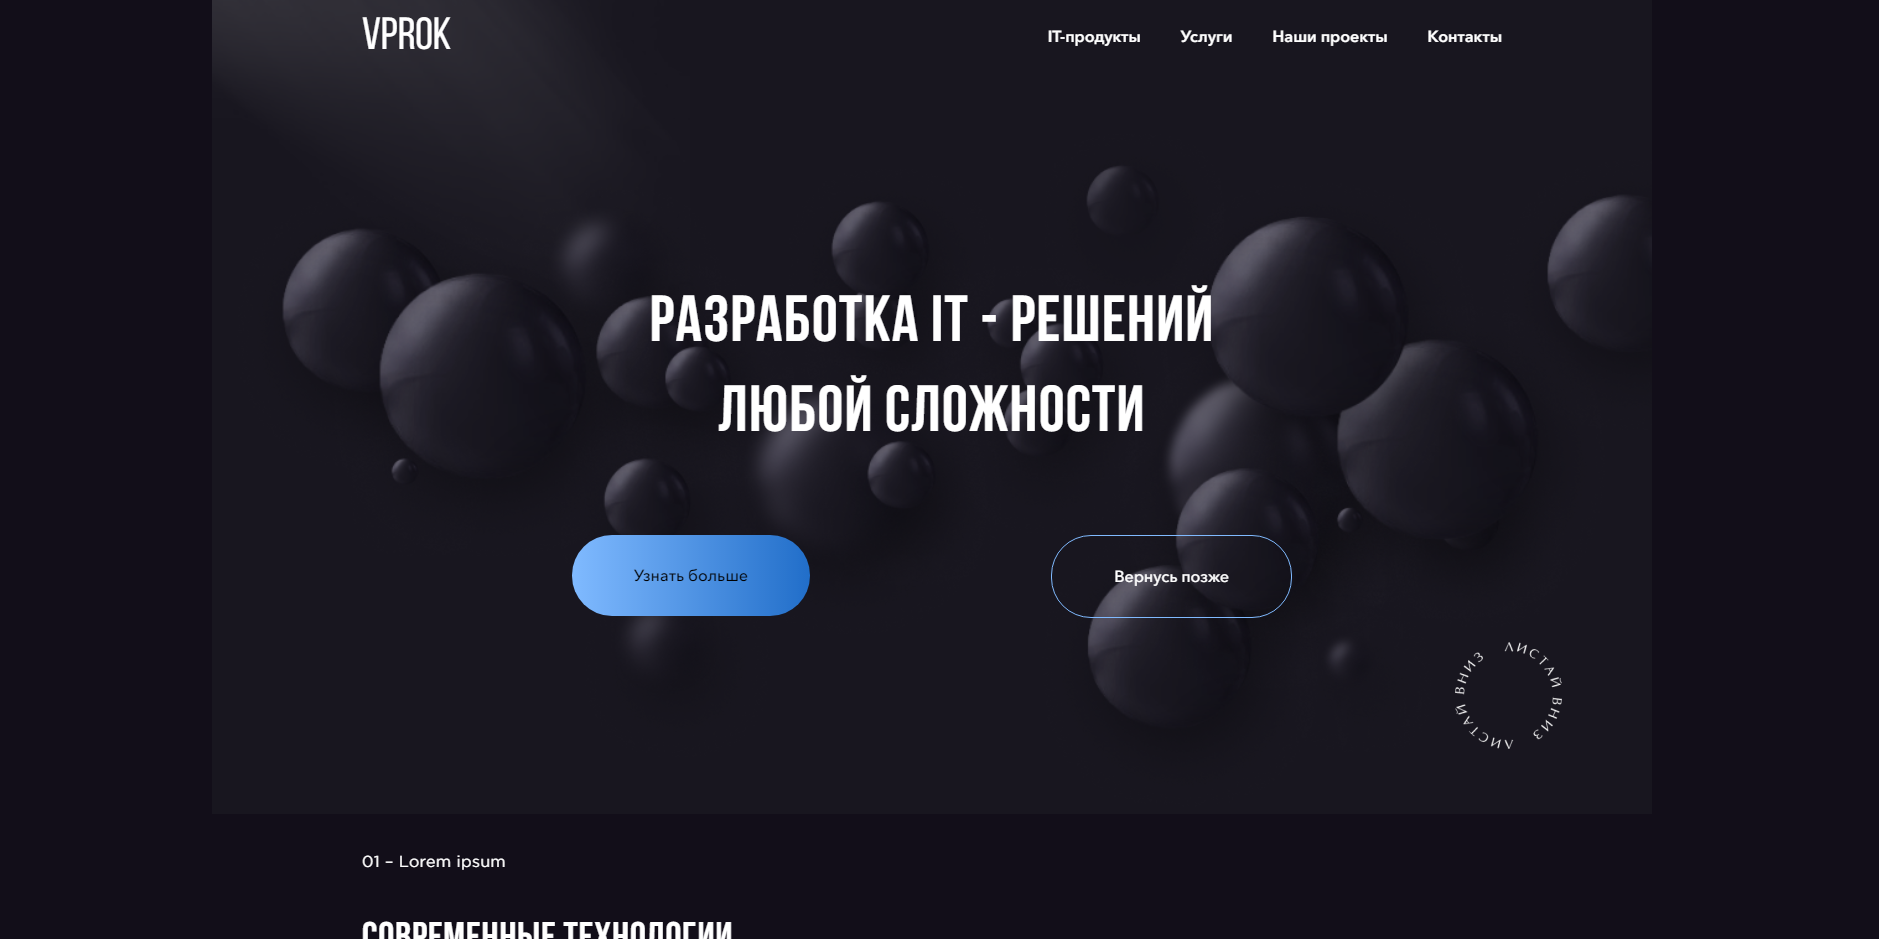 VPROK
IT-продукты
Услуги
Наши проекты
Контакты
РАЗРАБОТКА IT - РЕШЕНИЙ
ЛЮБОЙ СЛОЖНОСТИ
Узнать больше
Вернусь позже
ЛИСТАЙ ВНИЗ
ЛИСТАЙ ВНИЗ
01 – Lorem ipsum
СОВРЕМЕННЫЕ ТЕХНОЛОГИИ